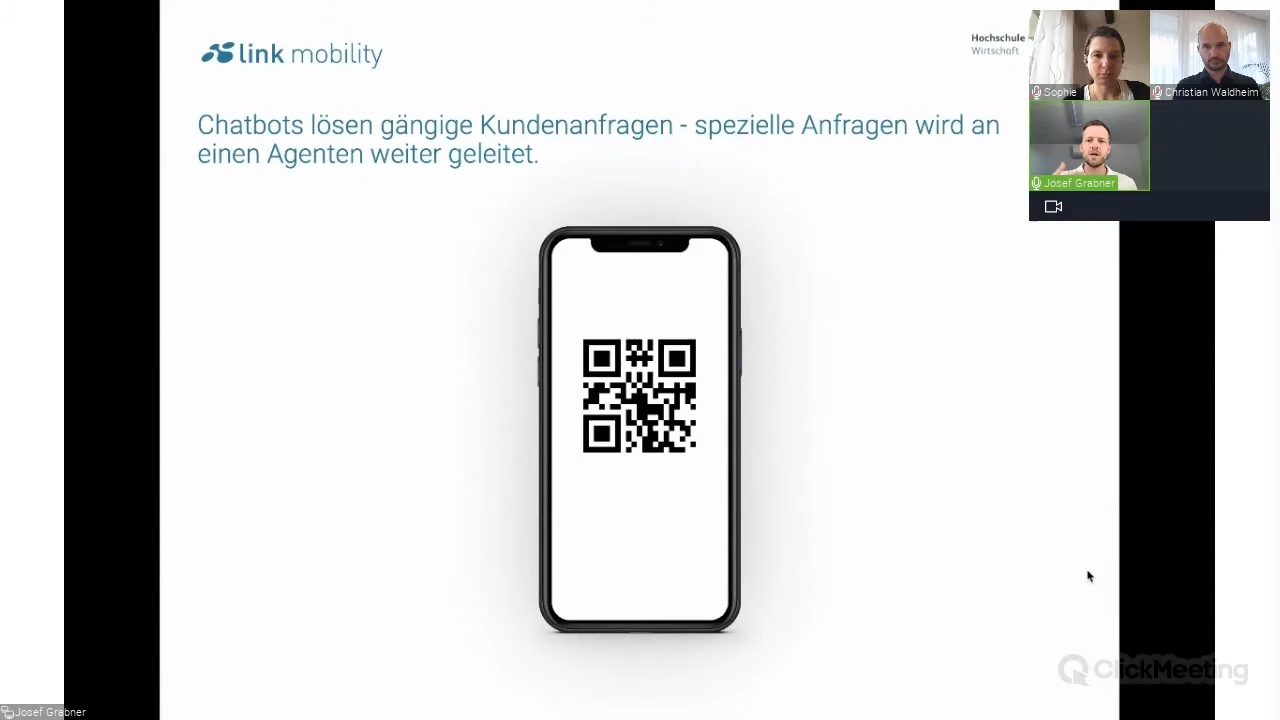 link mobility
Hochschule
Wirtschaft
Chatbots lösen gängige Kundenanfragen - spezielle Anfragen wird an
einen Agenten weiter geleitet.
Sophie
Christian Waldheim
Josef Grabner
ClickMeeting
Josef Grabner